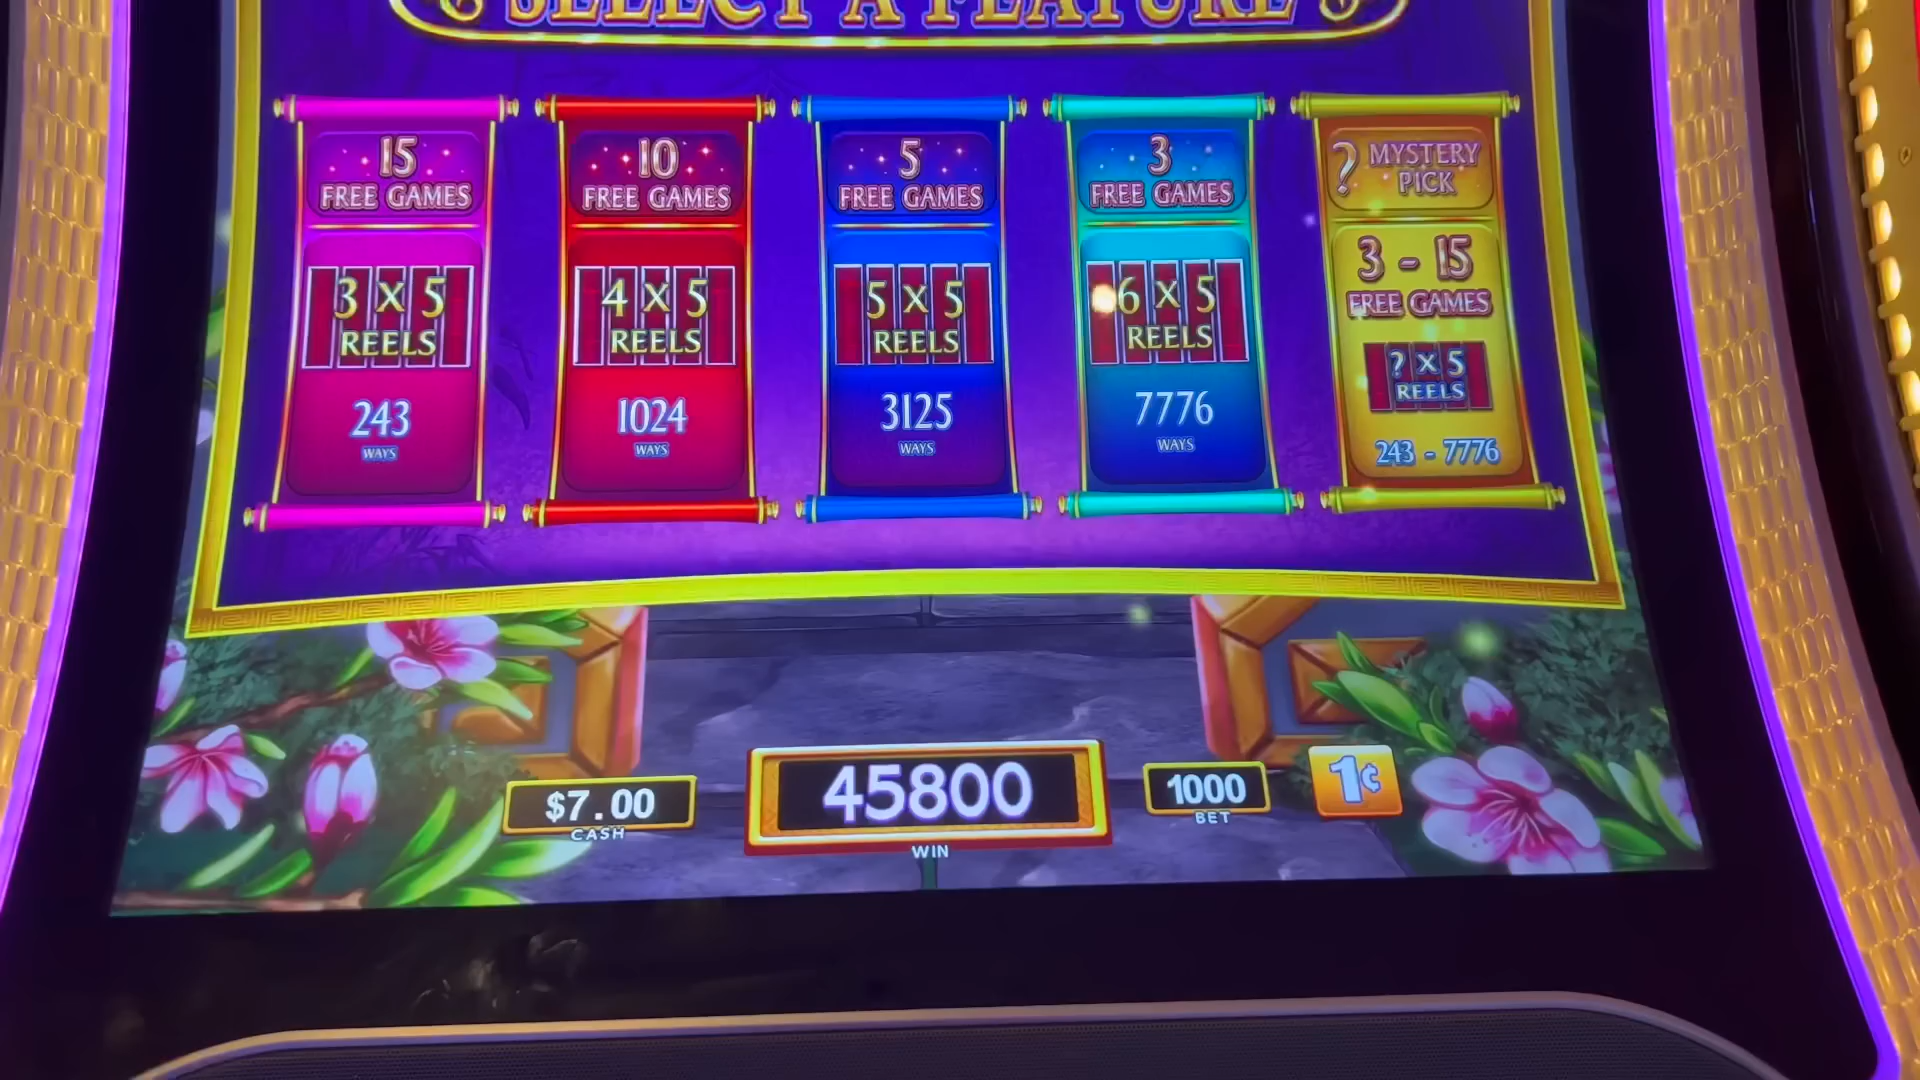 SELECT A FEATURE
15
FREE GAMES
3 X 5
REELS
243
WAYS
10
FREE GAMES
4 X 5
REELS
1024
WAYS
5
FREE GAMES
5 X 5
REELS
3125
WAYS
3
FREE GAMES
6 X 5
REELS
7776
WAYS
? MYSTERY
PICK
3 - 15
FREE GAMES
? X 5
REELS
243 - 7776
$7.00
CASH
45800
WIN
1000
BET
1¢